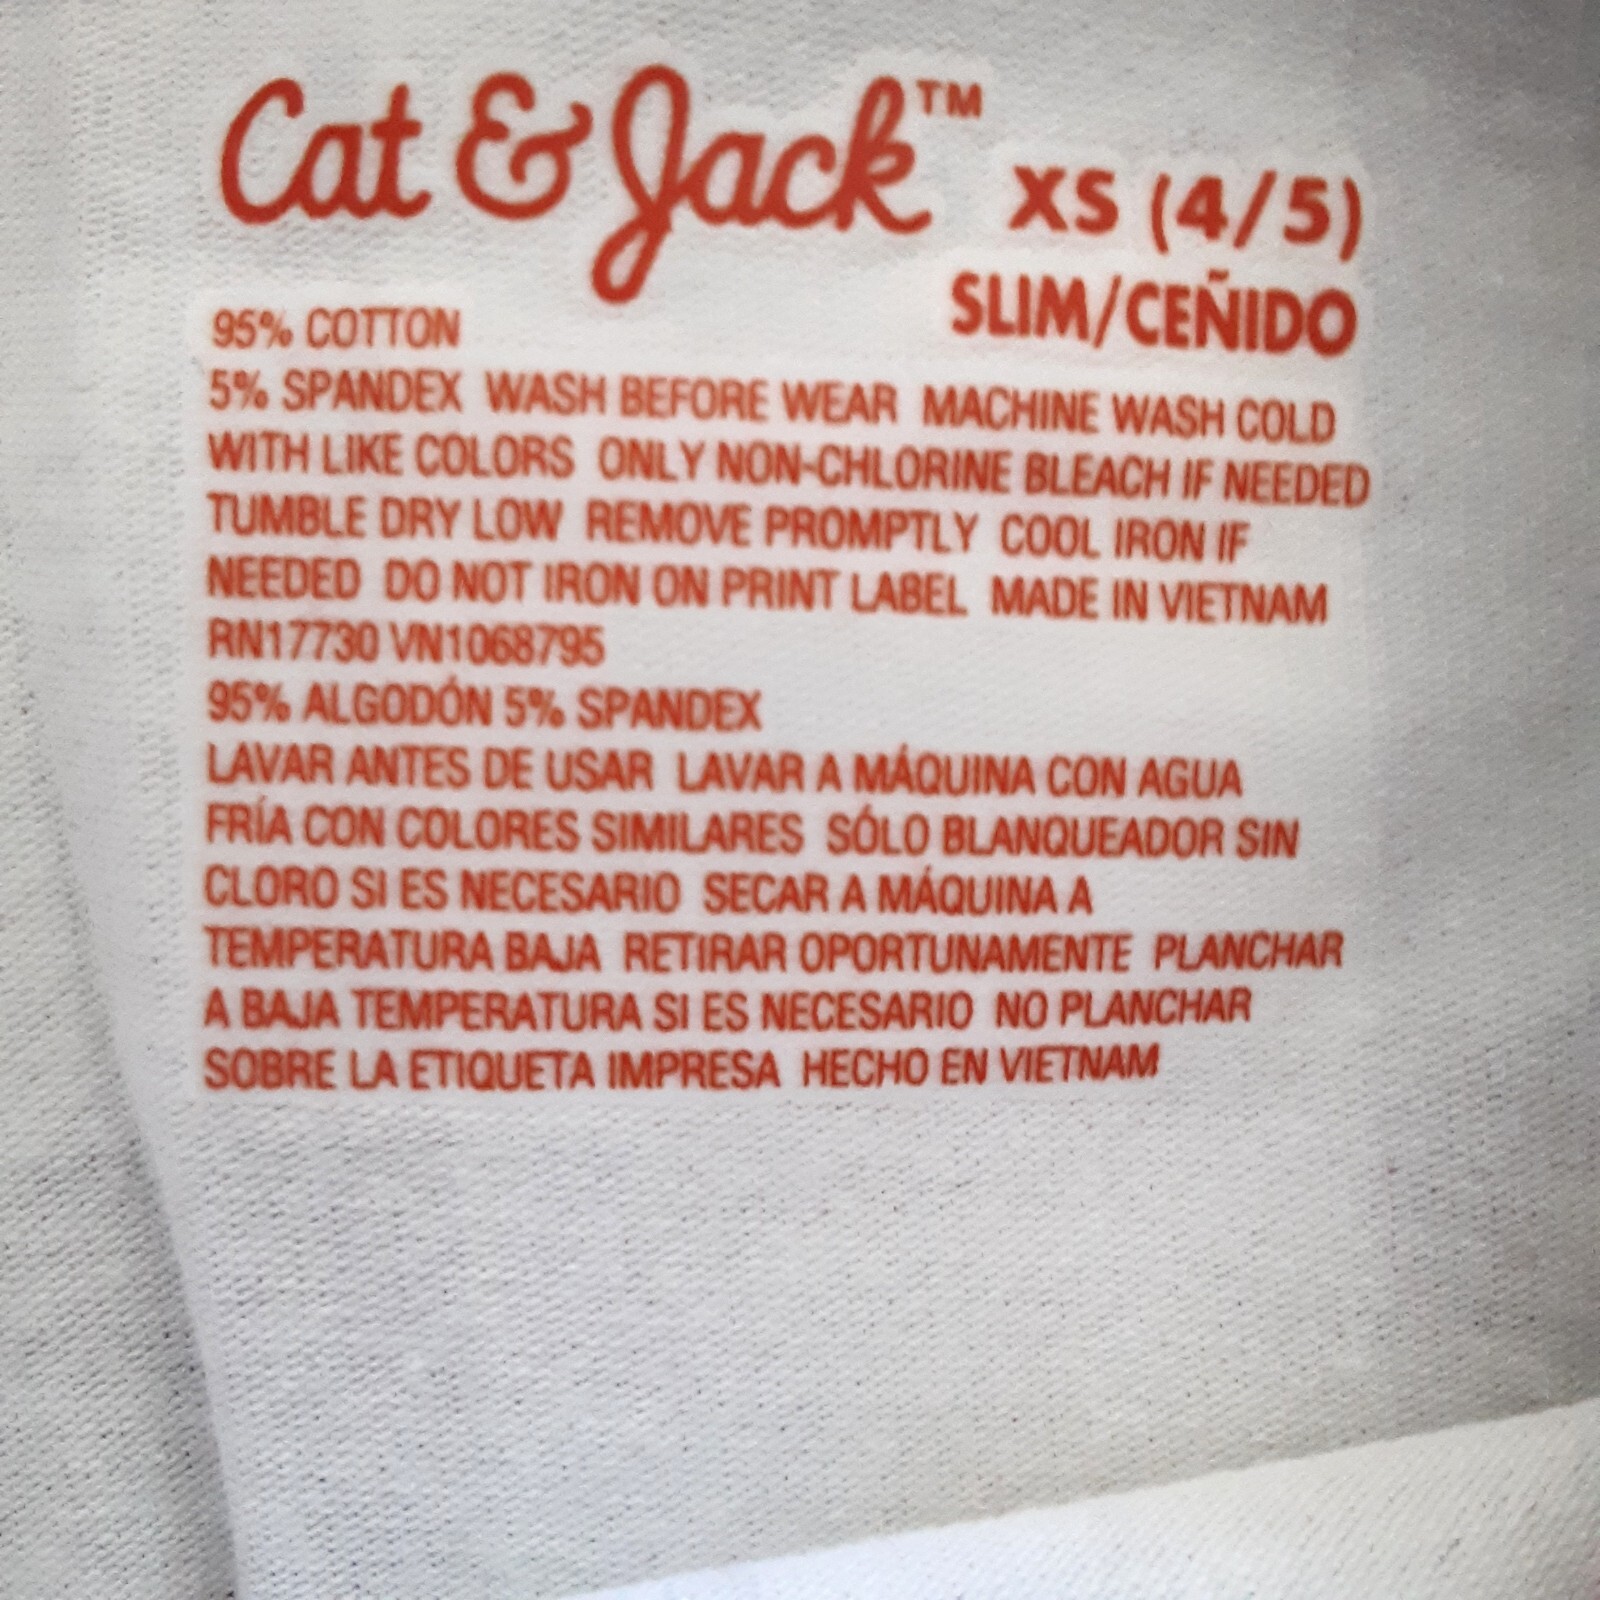 Cat & Jack™ XS (4/5)
SLIM/CEÑIDO
95% COTTON
5% SPANDEX WASH BEFORE WEAR MACHINE WASH COLD
WITH LIKE COLORS ONLY NON-CHLORINE BLEACH IF NEEDED
TUMBLE DRY LOW REMOVE PROMPTLY COOL IRON IF
NEEDED DO NOT IRON ON PRINT LABEL MADE IN VIETNAM
RN17730 VN1068795
95% ALGODÓN 5% SPANDEX
LAVAR ANTES DE USAR LAVAR A MÁQUINA CON AGUA
FRÍA CON COLORES SIMILARES SÓLO BLANQUEADOR SIN
CLORO SI ES NECESARIO SECAR A MÁQUINA A
TEMPERATURA BAJA RETIRAR OPORTUNAMENTE PLANCHAR
A BAJA TEMPERATURA SI ES NECESARIO NO PLANCHAR
SOBRE LA ETIQUETA IMPRESA HECHO EN VIETNAM